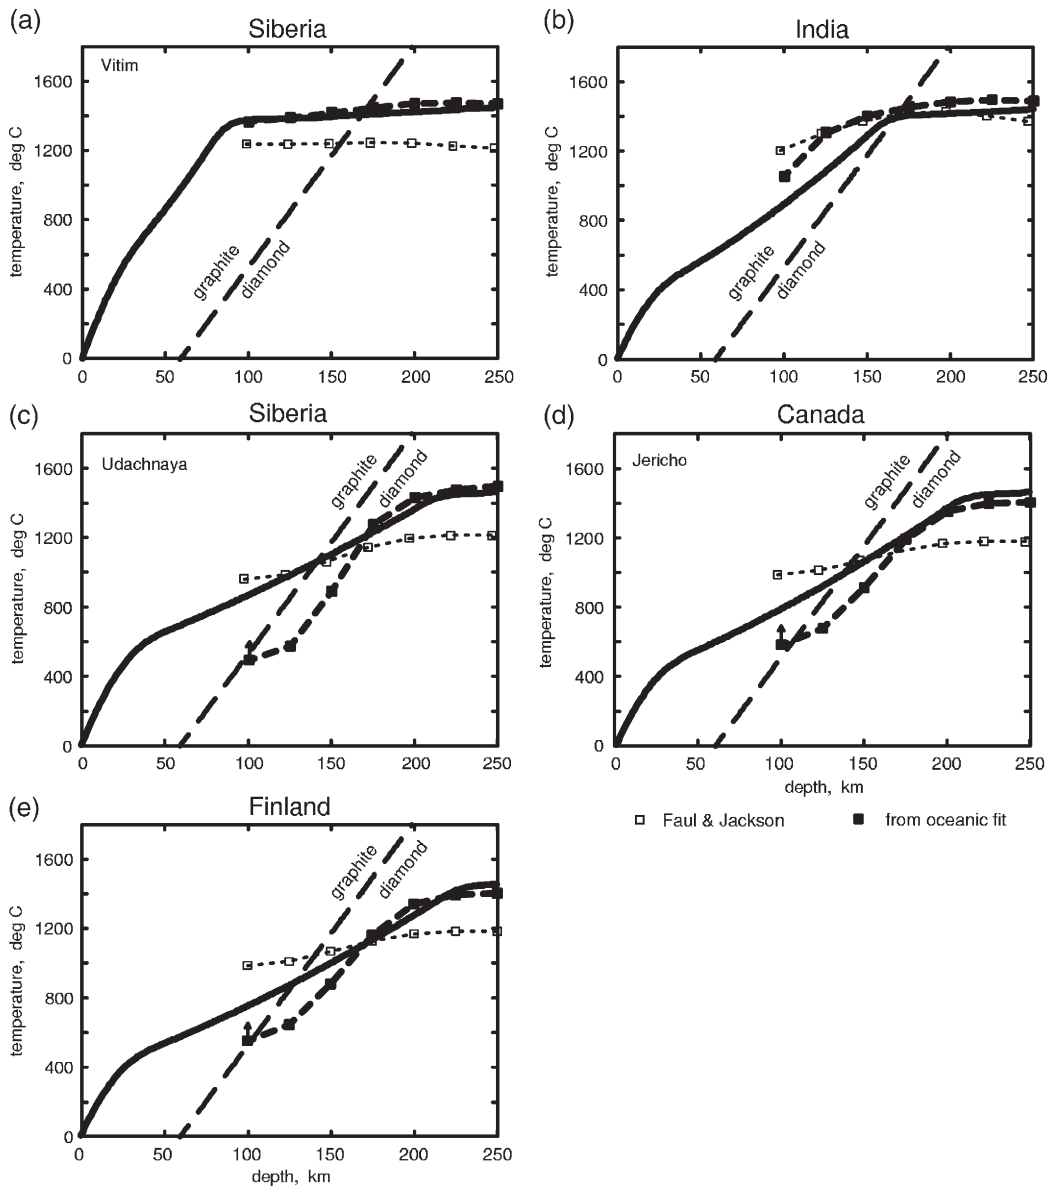 (a)
Siberia
Vitim
temperature, deg C
1600
1200
800
400
0
graphite
diamond
0 50 100 150 200 250
(b)
India
temperature, deg C
1600
1200
800
400
0
graphite
diamond
0 50 100 150 200 250
(c)
Siberia
Udachnaya
temperature, deg C
1600
1200
800
400
0
graphite
diamond
0 50 100 150 200 250
(d)
Canada
Jericho
temperature, deg C
1600
1200
800
400
0
graphite
diamond
0 50 100 150 200 250
depth, km
Faul & Jackson
from oceanic fit
(e)
Finland
temperature, deg C
1600
1200
800
400
0
graphite
diamond
0 50 100 150 200 250
depth, km